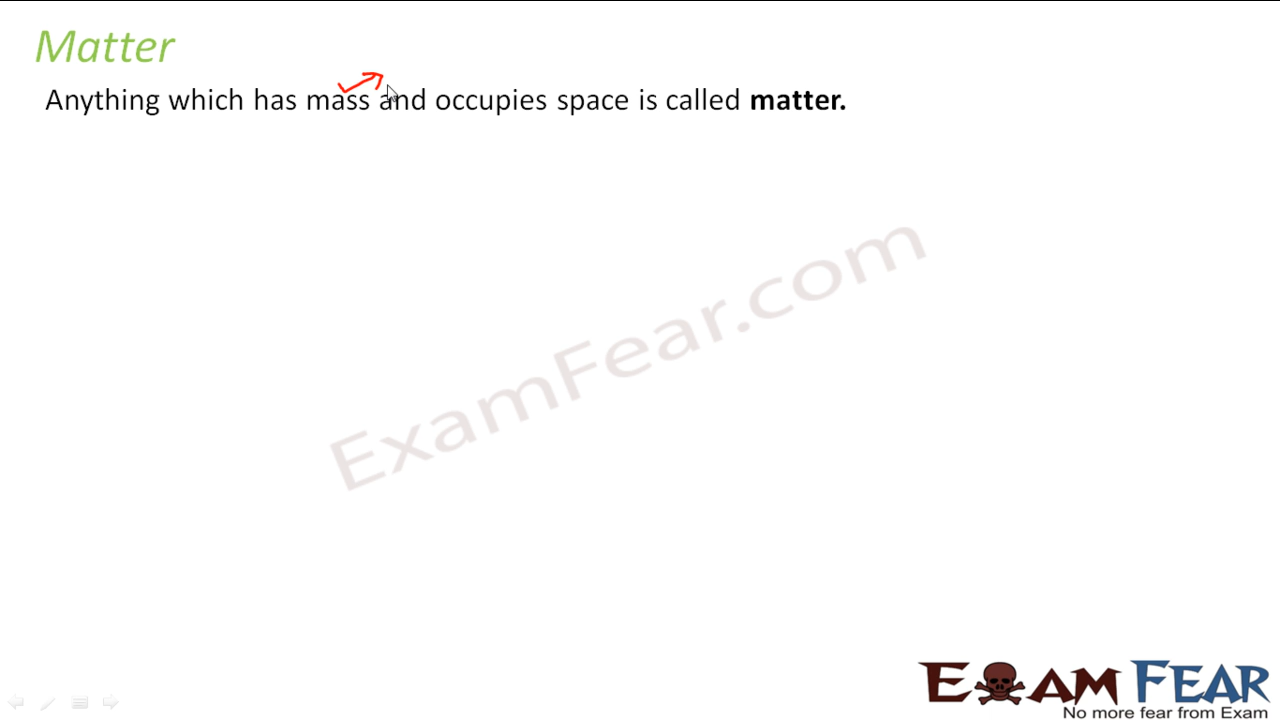 Matter
Anything which has mass and occupies space is called matter.
ExamFear.com
EXAM FEAR
No more fear from Exam